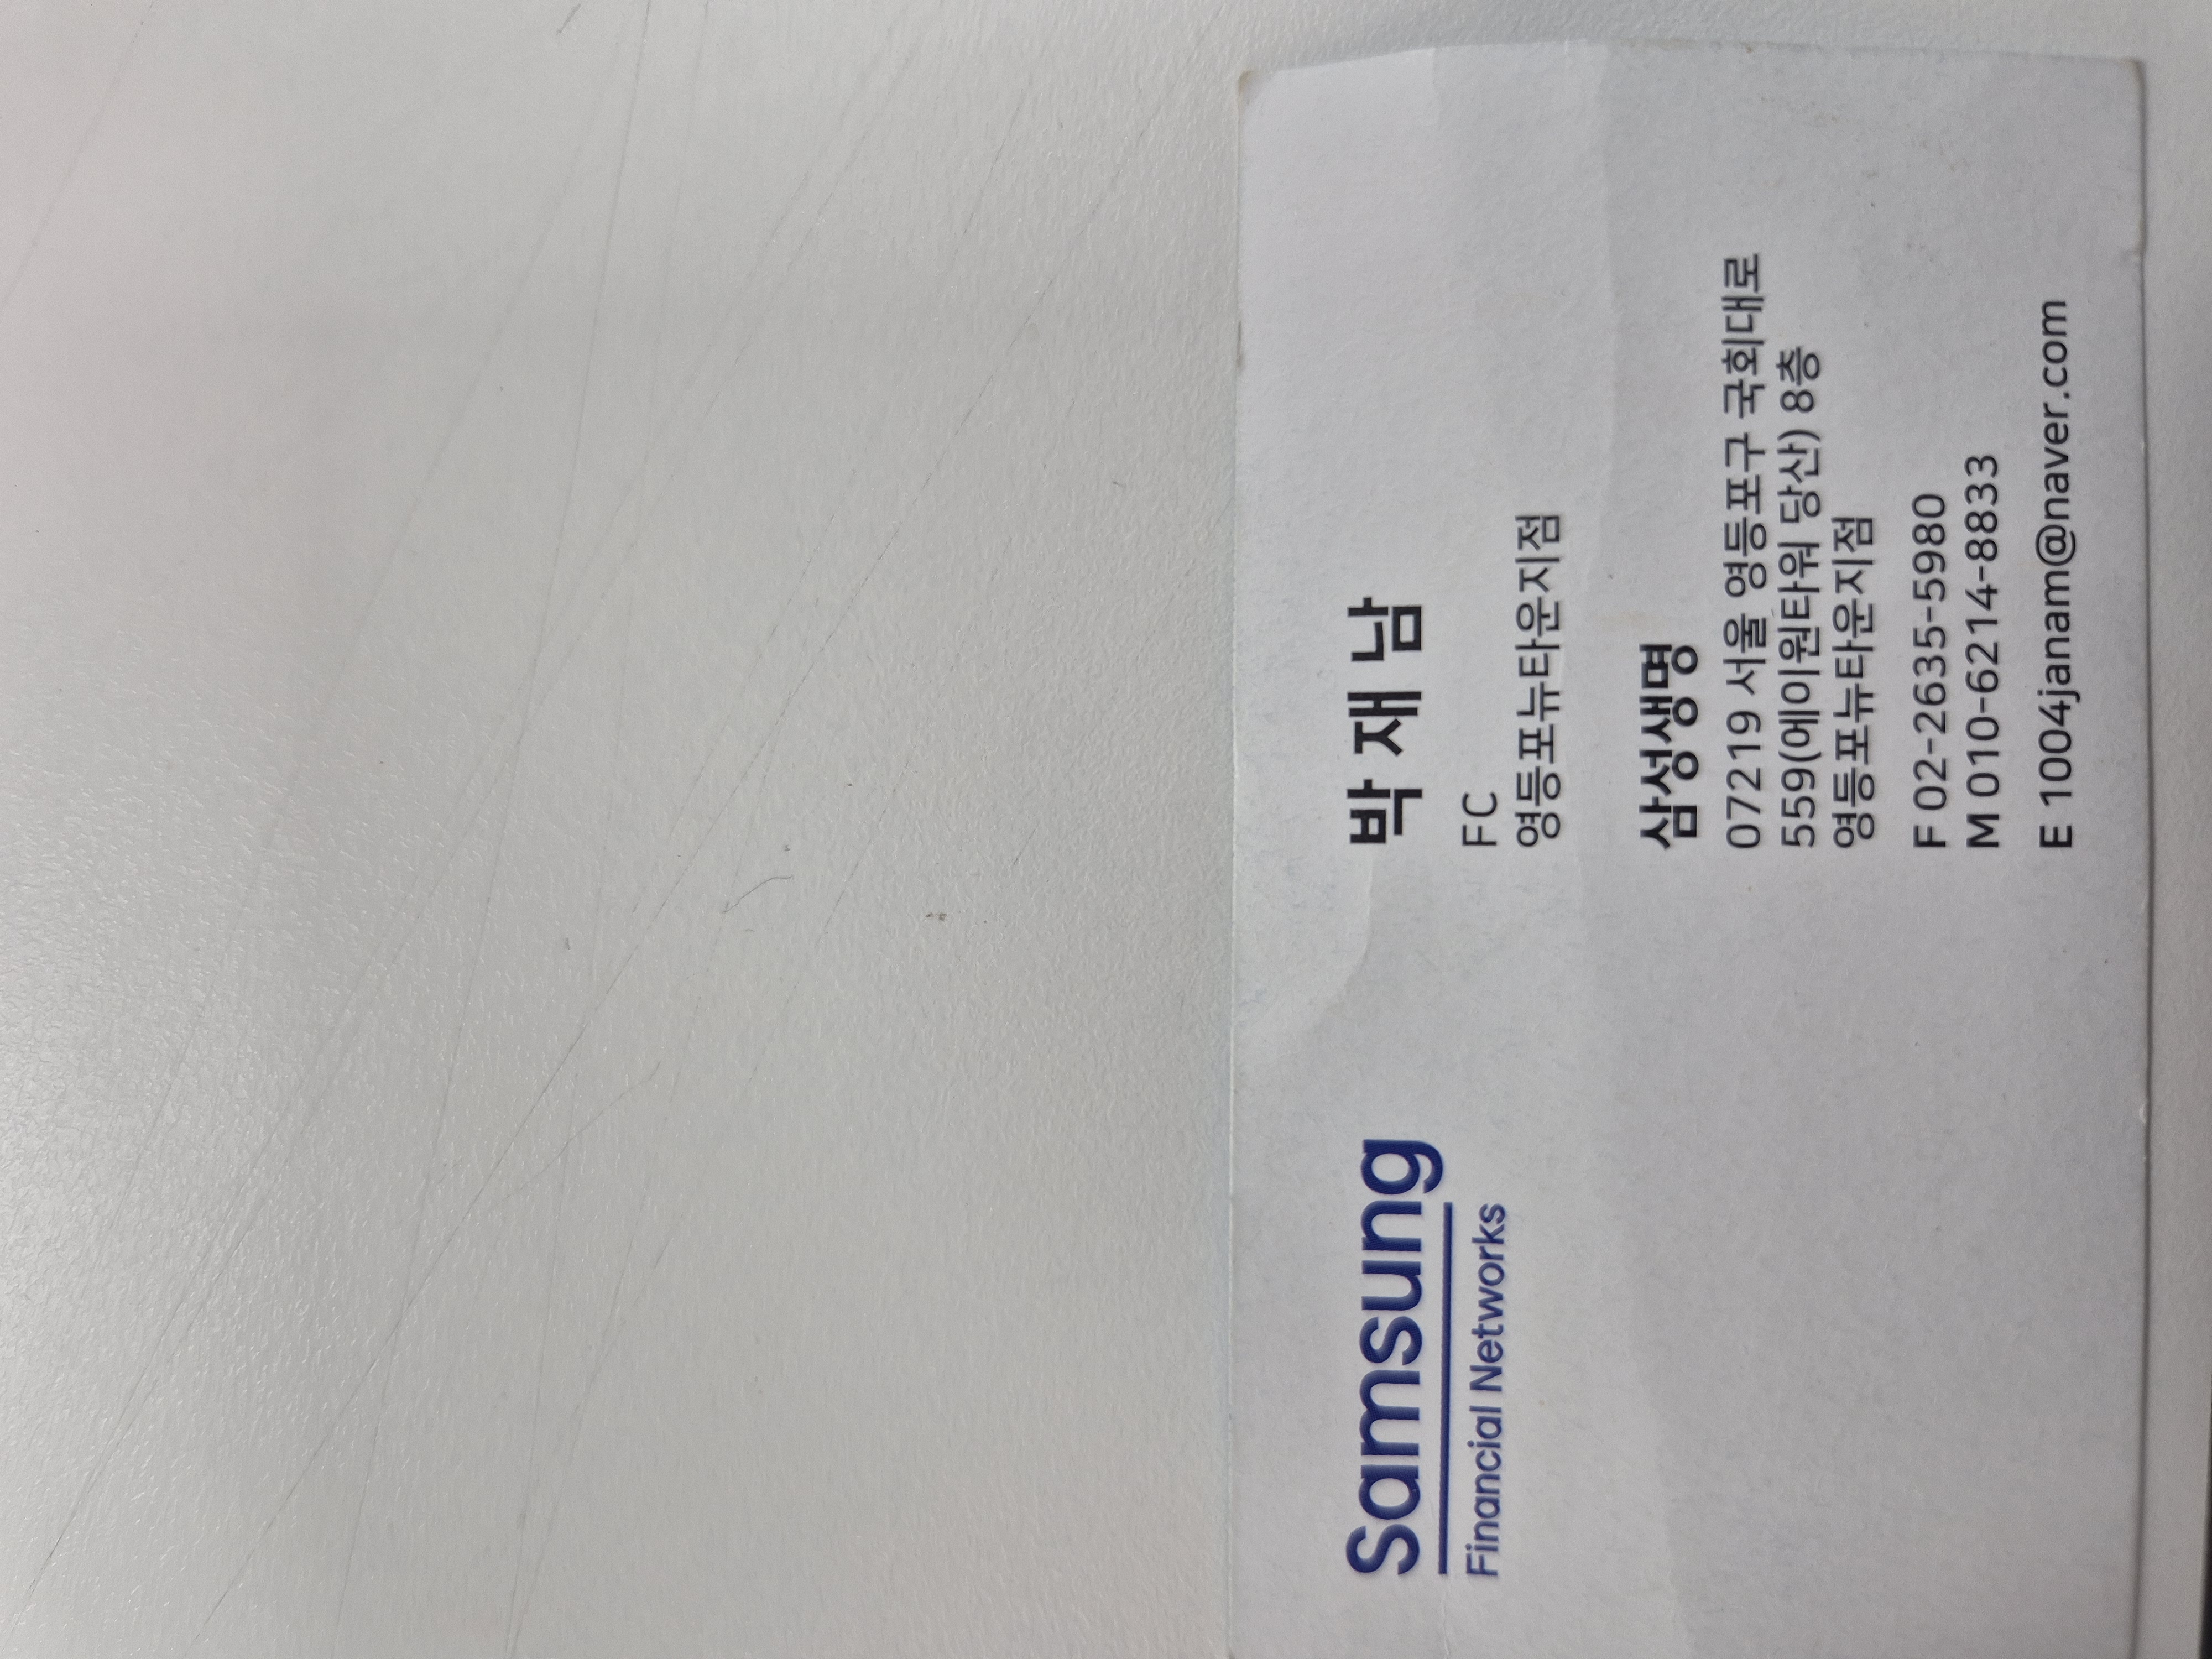 Samsung
Financial Networks
박재남
FC
영등포뉴타운지점
삼성생명
07219 서울 영등포구 국회대로
559(에이원타워 당산) 8층
영등포뉴타운지점
F 02-2635-5980
M 010-6214-8833
E 1004janam@naver.com